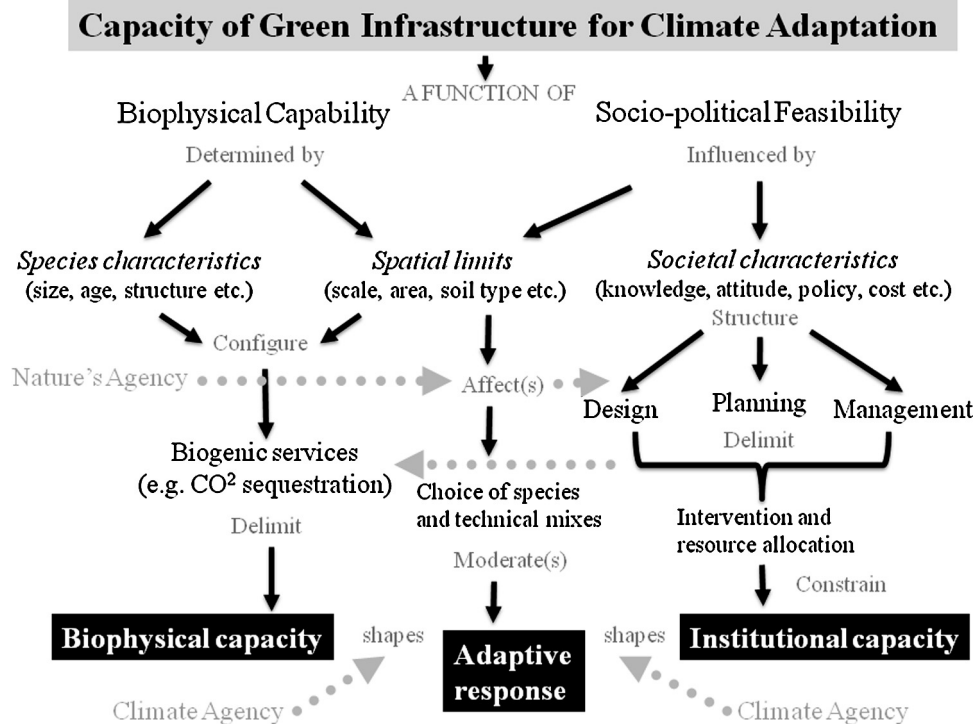 Capacity of Green Infrastructure for Climate Adaptation
A FUNCTION OF
Biophysical Capability
Socio-political Feasibility
Determined by
Influenced by
Species characteristics
(size, age, structure etc.)
Spatial limits
(scale, area, soil type etc.)
Societal characteristics
(knowledge, attitude, policy, cost etc.)
Structure
Configure
Nature's Agency
Affect(s)
Design
Planning
Management
Delimit
Biogenic services
(e.g. CO² sequestration)
Choice of species
and technical mixes
Intervention and
resource allocation
Delimit
Moderate(s)
Constrain
Biophysical capacity
shapes
Adaptive
response
shapes
Institutional capacity
Climate Agency
Climate Agency